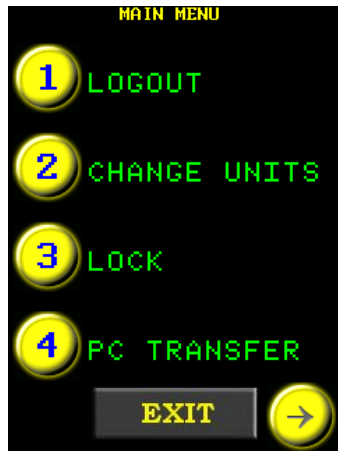 MAIN MENU
1 LOGOUT
2 CHANGE UNITS
3 LOCK
4 PC TRANSFER
EXIT →